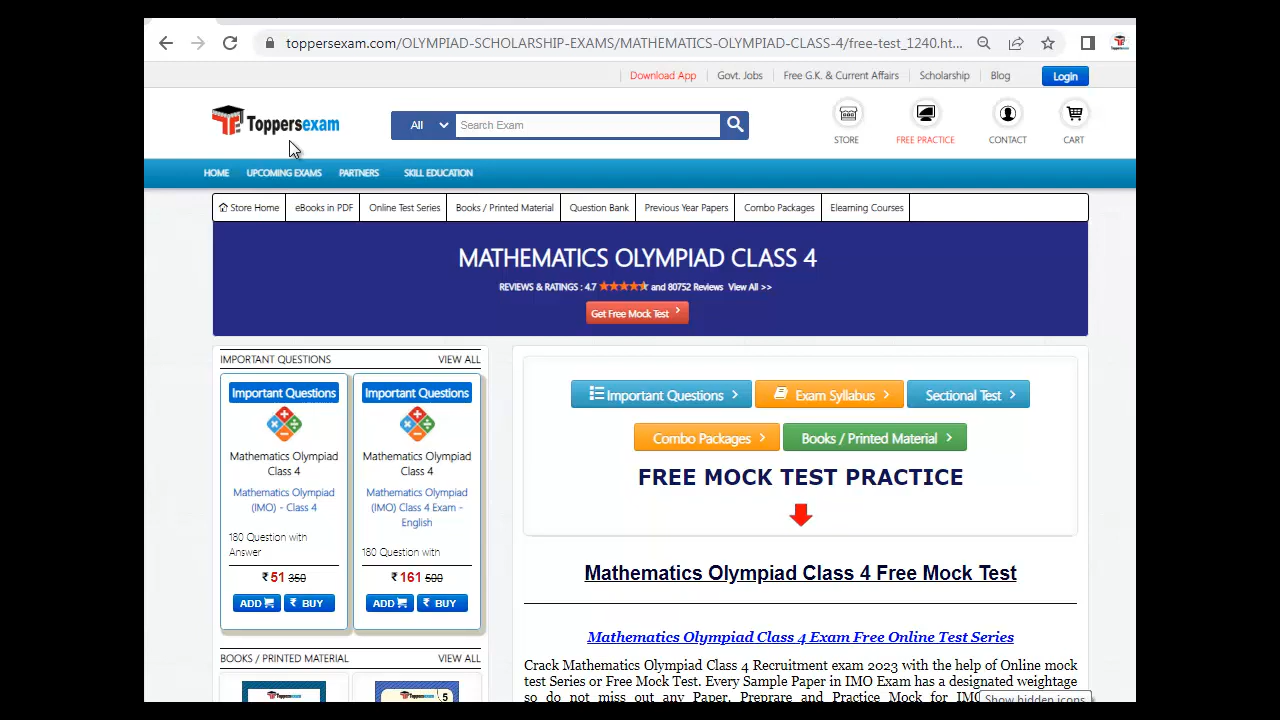 toppersexam.com/OLYMPIAD-SCHOLARSHIP-EXAMS/MATHEMATICS-OLYMPIAD-CLASS-4/free-test_1240.ht...
Download App
Govt. Jobs
Free G.K. & Current Affairs
Scholarship
Blog
Login
Toppersexam
All
Search Exam
STORE
FREE PRACTICE
CONTACT
CART
HOME
UPCOMING EXAMS
PARTNERS
SKILL EDUCATION
Store Home
eBooks in PDF
Online Test Series
Books / Printed Material
Question Bank
Previous Year Papers
Combo Packages
Elearning Courses
MATHEMATICS OLYMPIAD CLASS 4
REVIEWS & RATINGS : 4.7 and 80752 Reviews View All >>
Get Free Mock Test
IMPORTANT QUESTIONS
VIEW ALL
Important Questions
Mathematics Olympiad
Class 4
Mathematics Olympiad
(IMO) - Class 4
180 Question with
Answer
₹ 51 350
ADD
₹ BUY
Important Questions
Mathematics Olympiad
Class 4
Mathematics Olympiad
(IMO) Class 4 Exam -
English
180 Question with
₹ 161 500
ADD
₹ BUY
BOOKS / PRINTED MATERIAL
VIEW ALL
Toppersexam
Toppersexam
5
Important Questions
Exam Syllabus
Sectional Test
Combo Packages
Books / Printed Material
FREE MOCK TEST PRACTICE
Mathematics Olympiad Class 4 Free Mock Test
Mathematics Olympiad Class 4 Exam Free Online Test Series
Crack Mathematics Olympiad Class 4 Recruitment exam 2023 with the help of Online mock
test Series or Free Mock Test. Every Sample Paper in IMO Exam has a designated weightage
so do not miss out any Paper. Preprare and Practice Mock for IMO
Show hidden icons